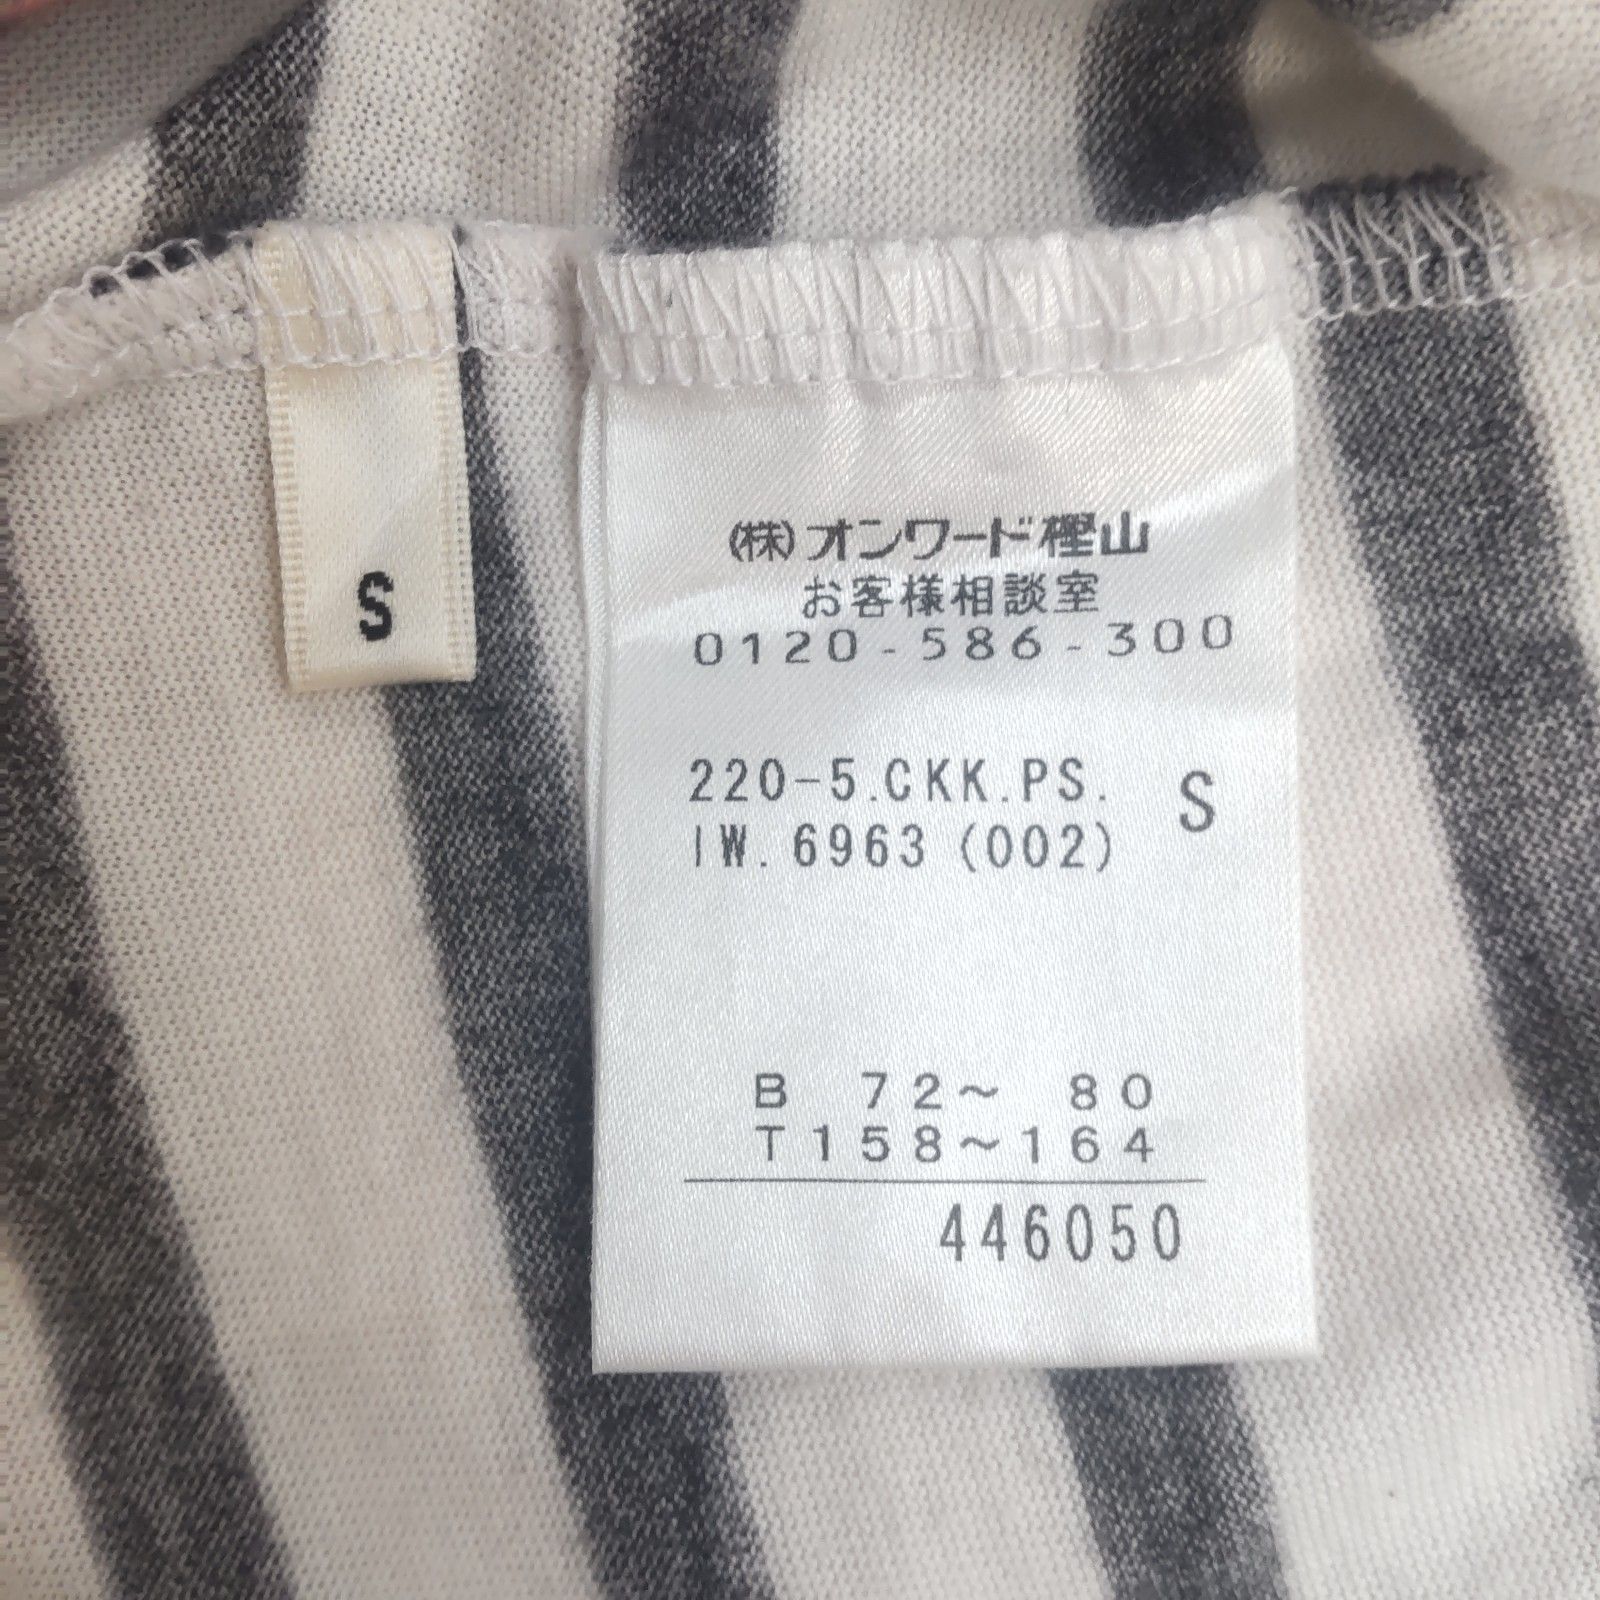 S
(株)オンワード樫山
お客様相談室
0120-586-300
220-5.CKK.PS. S
IW.6963(002)
B 72～ 80
T158～164
446050